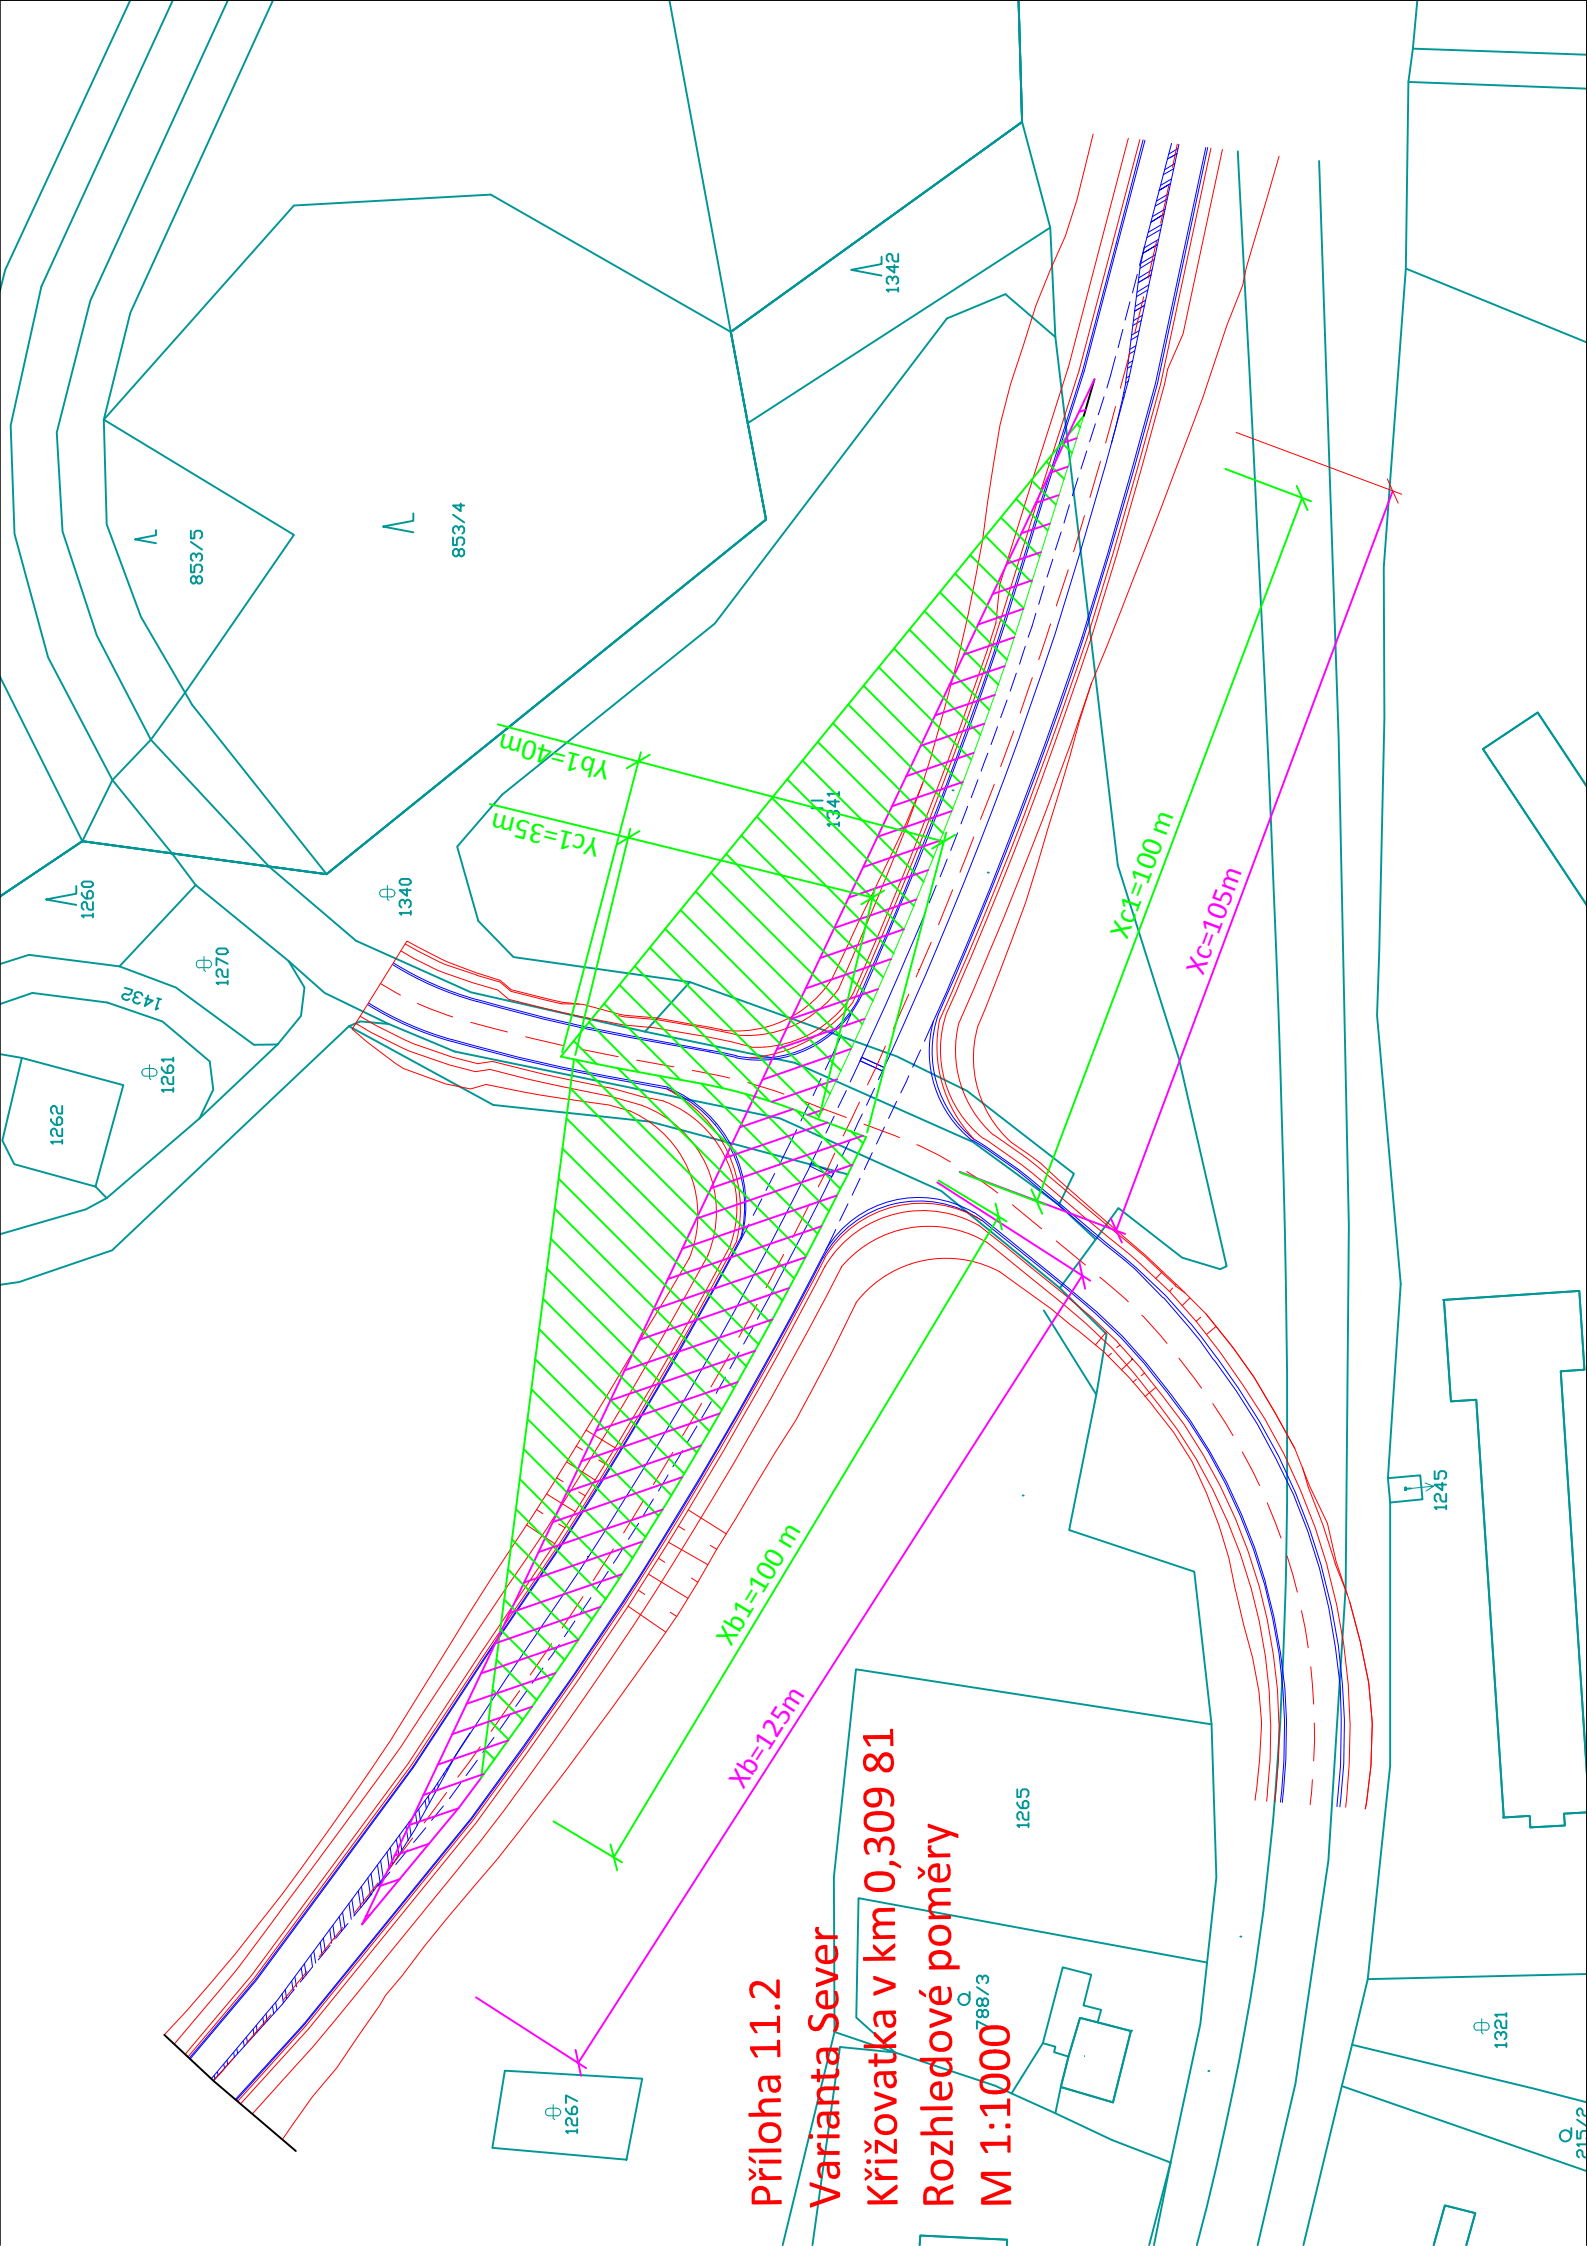 Příloha 11.2
Varianta Sever
Křižovatka v km 0,309 81
Rozhledové poměry
M 1:1000
Yb1=40m
Yc1=35m
Xc1=100 m
Xc=105m
Xb1=100 m
Xb=125m
1342
853/5
853/4
1341
1260
1340
1270
1432
1261
1262
1245
1265
788/3
1267
1321
215/2